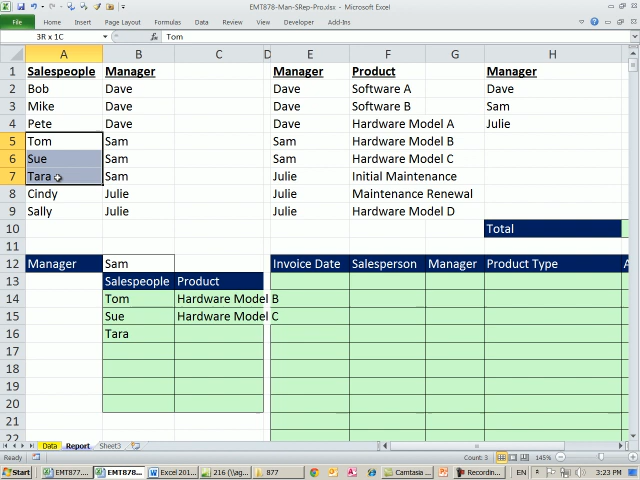 EMT878-Man-SRep-Pro.xlsx - Microsoft Excel
File Home Insert Page Layout Formulas Data Review View Developer Add-Ins
3R x 1C fx Tom
A B C D E F G H
1 Salespeople Manager Manager Product Manager
2 Bob Dave Dave Software A Dave
3 Mike Dave Dave Software B Sam
4 Pete Dave Dave Hardware Model A Julie
5 Tom Sam Sam Hardware Model B
6 Sue Sam Sam Hardware Model C
7 Tara Sam Julie Initial Maintenance
8 Cindy Julie Julie Maintenance Renewal
9 Sally Julie Julie Hardware Model D
10 Total
11
12 Manager Sam Invoice Date Salesperson Manager Product Type A
13 Salespeople Product
14 Tom Hardware Model B
15 Sue Hardware Model C
16 Tara
17
18
19
20
21
22
Data Report Sheet3
Ready Count: 3 145%
Start EMT877.... EMT878... Excel 201... 216 (\\ag... 877 Camtasia ... Recording... EN 3:23 PM